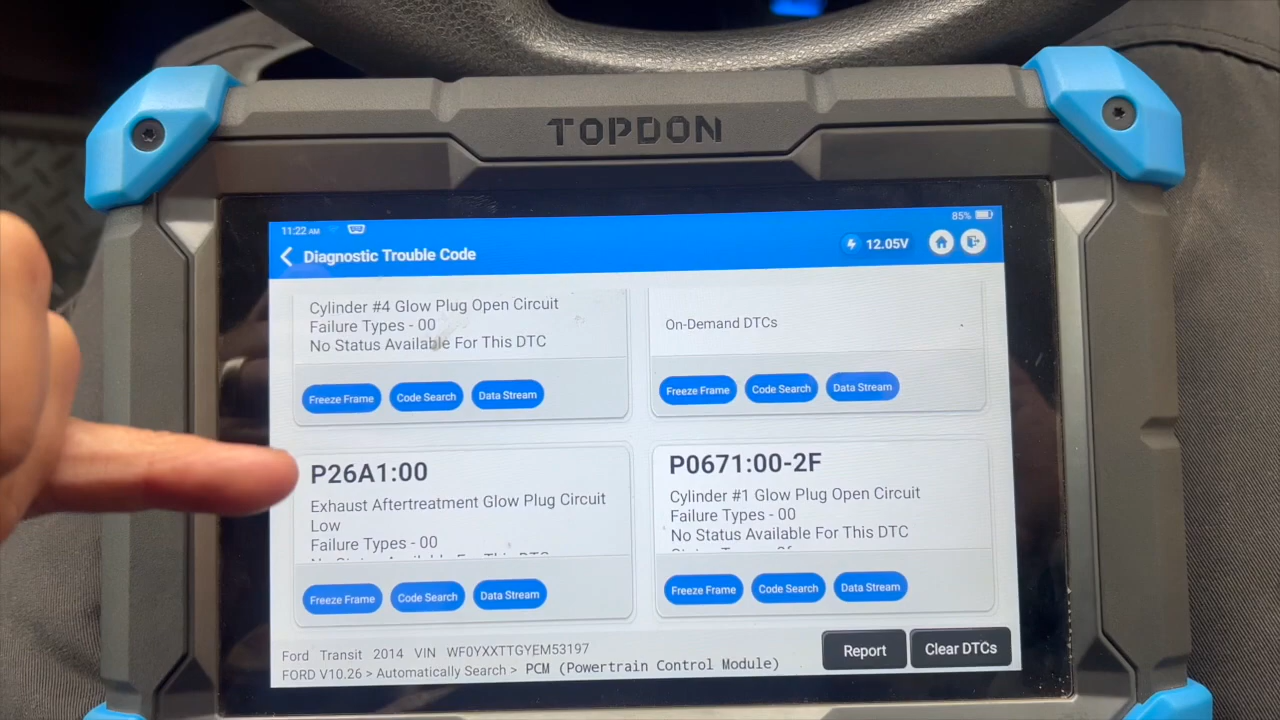 TOPDON
11:22 AM
85%
Diagnostic Trouble Code
12.05V
Cylinder #4 Glow Plug Open Circuit
Failure Types - 00
No Status Available For This DTC
Freeze Frame Code Search Data Stream
On-Demand DTCs
Freeze Frame Code Search Data Stream
P26A1:00
Exhaust Aftertreatment Glow Plug Circuit
Low
Failure Types - 00
Freeze Frame Code Search Data Stream
P0671:00-2F
Cylinder #1 Glow Plug Open Circuit
Failure Types - 00
No Status Available For This DTC
Freeze Frame Code Search Data Stream
Ford Transit 2014 VIN WF0YXXTTGYEM53197
FORD V10.26 > Automatically Search > PCM (Powertrain Control Module)
Report
Clear DTCs